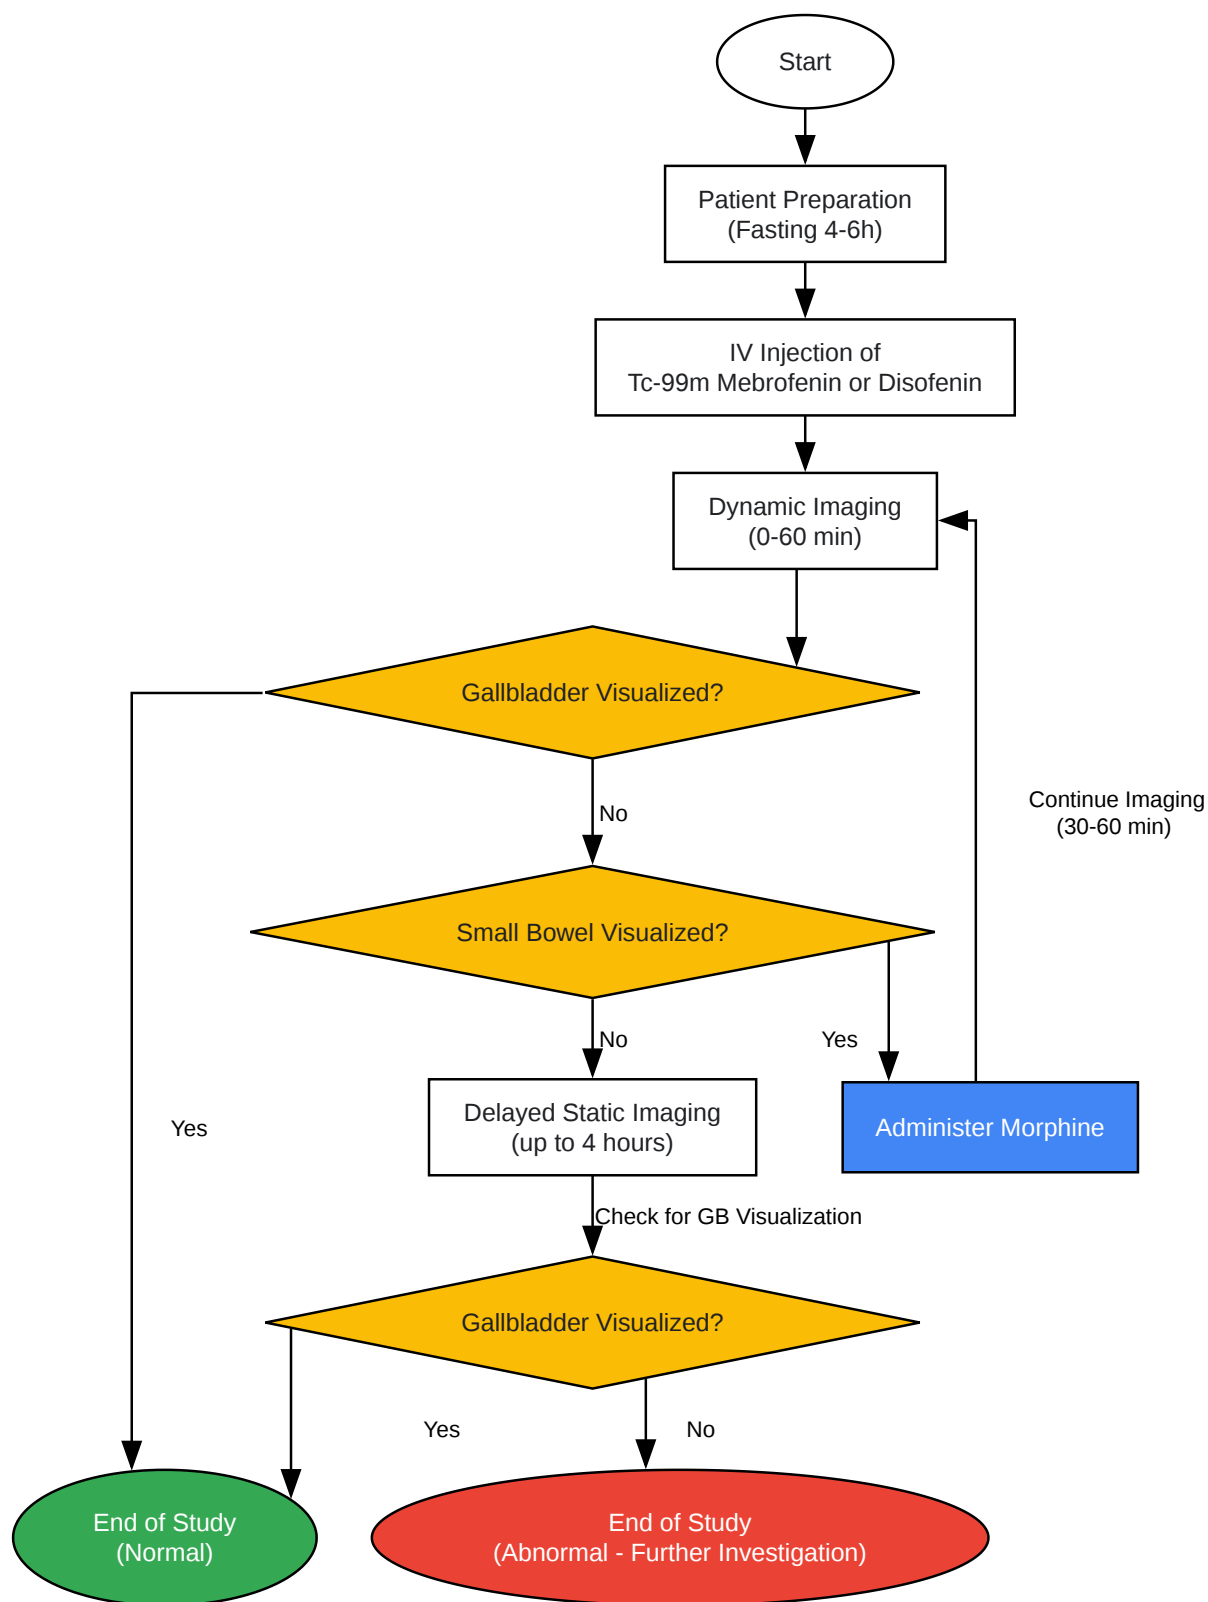 Start
Patient Preparation
(Fasting 4-6h)
IV Injection of
Tc-99m Mebrofenin or Disofenin
Dynamic Imaging
(0-60 min)
Gallbladder Visualized?
Continue Imaging
(30-60 min)
No
Small Bowel Visualized?
No
Yes
Yes
Delayed Static Imaging
(up to 4 hours)
Administer Morphine
Check for GB Visualization
Gallbladder Visualized?
Yes
No
End of Study
(Normal)
End of Study
(Abnormal - Further Investigation)